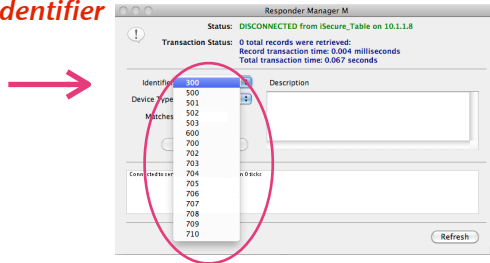 dentifier
Responder Manager M
Status: DISCONNECTED from iSecure_Table on 10.1.1.8
Transaction Status: 0 total records were retrieved:
Record transaction time: 0.004 milliseconds
Total transaction time: 0.067 seconds
Identifier
300
Description
500
Device Type
501
502
Matches
503
600
700
702
703
704
705
706
707
708
709
710
Refresh